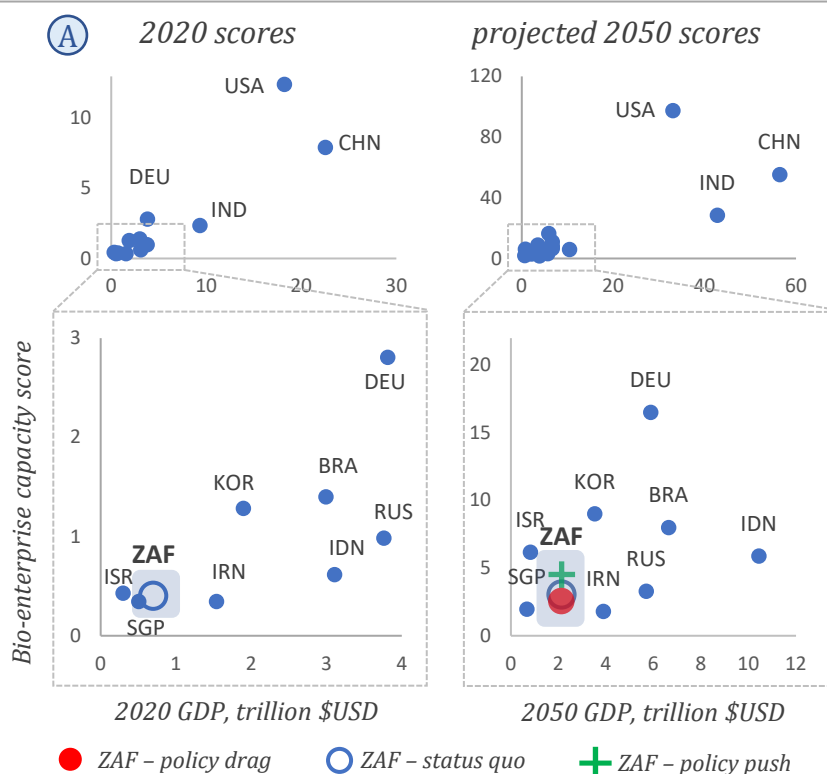 A
2020 scores
projected 2050 scores
10
5
0
0
10
20
30
USA
CHN
DEU
IND
120
80
40
0
0
20
40
60
USA
CHN
IND
Bio-enterprise capacity score
3
2
1
0
0
1
2
3
4
DEU
BRA
KOR
RUS
ZAF
IDN
ISR
IRN
SGP
2020 GDP, trillion $USD
20
15
10
5
0
0
2
4
6
8
10
12
DEU
KOR
BRA
ISR
ZAF
IDN
SGP
IRN
RUS
2050 GDP, trillion $USD
ZAF – policy drag
ZAF – status quo
ZAF – policy push